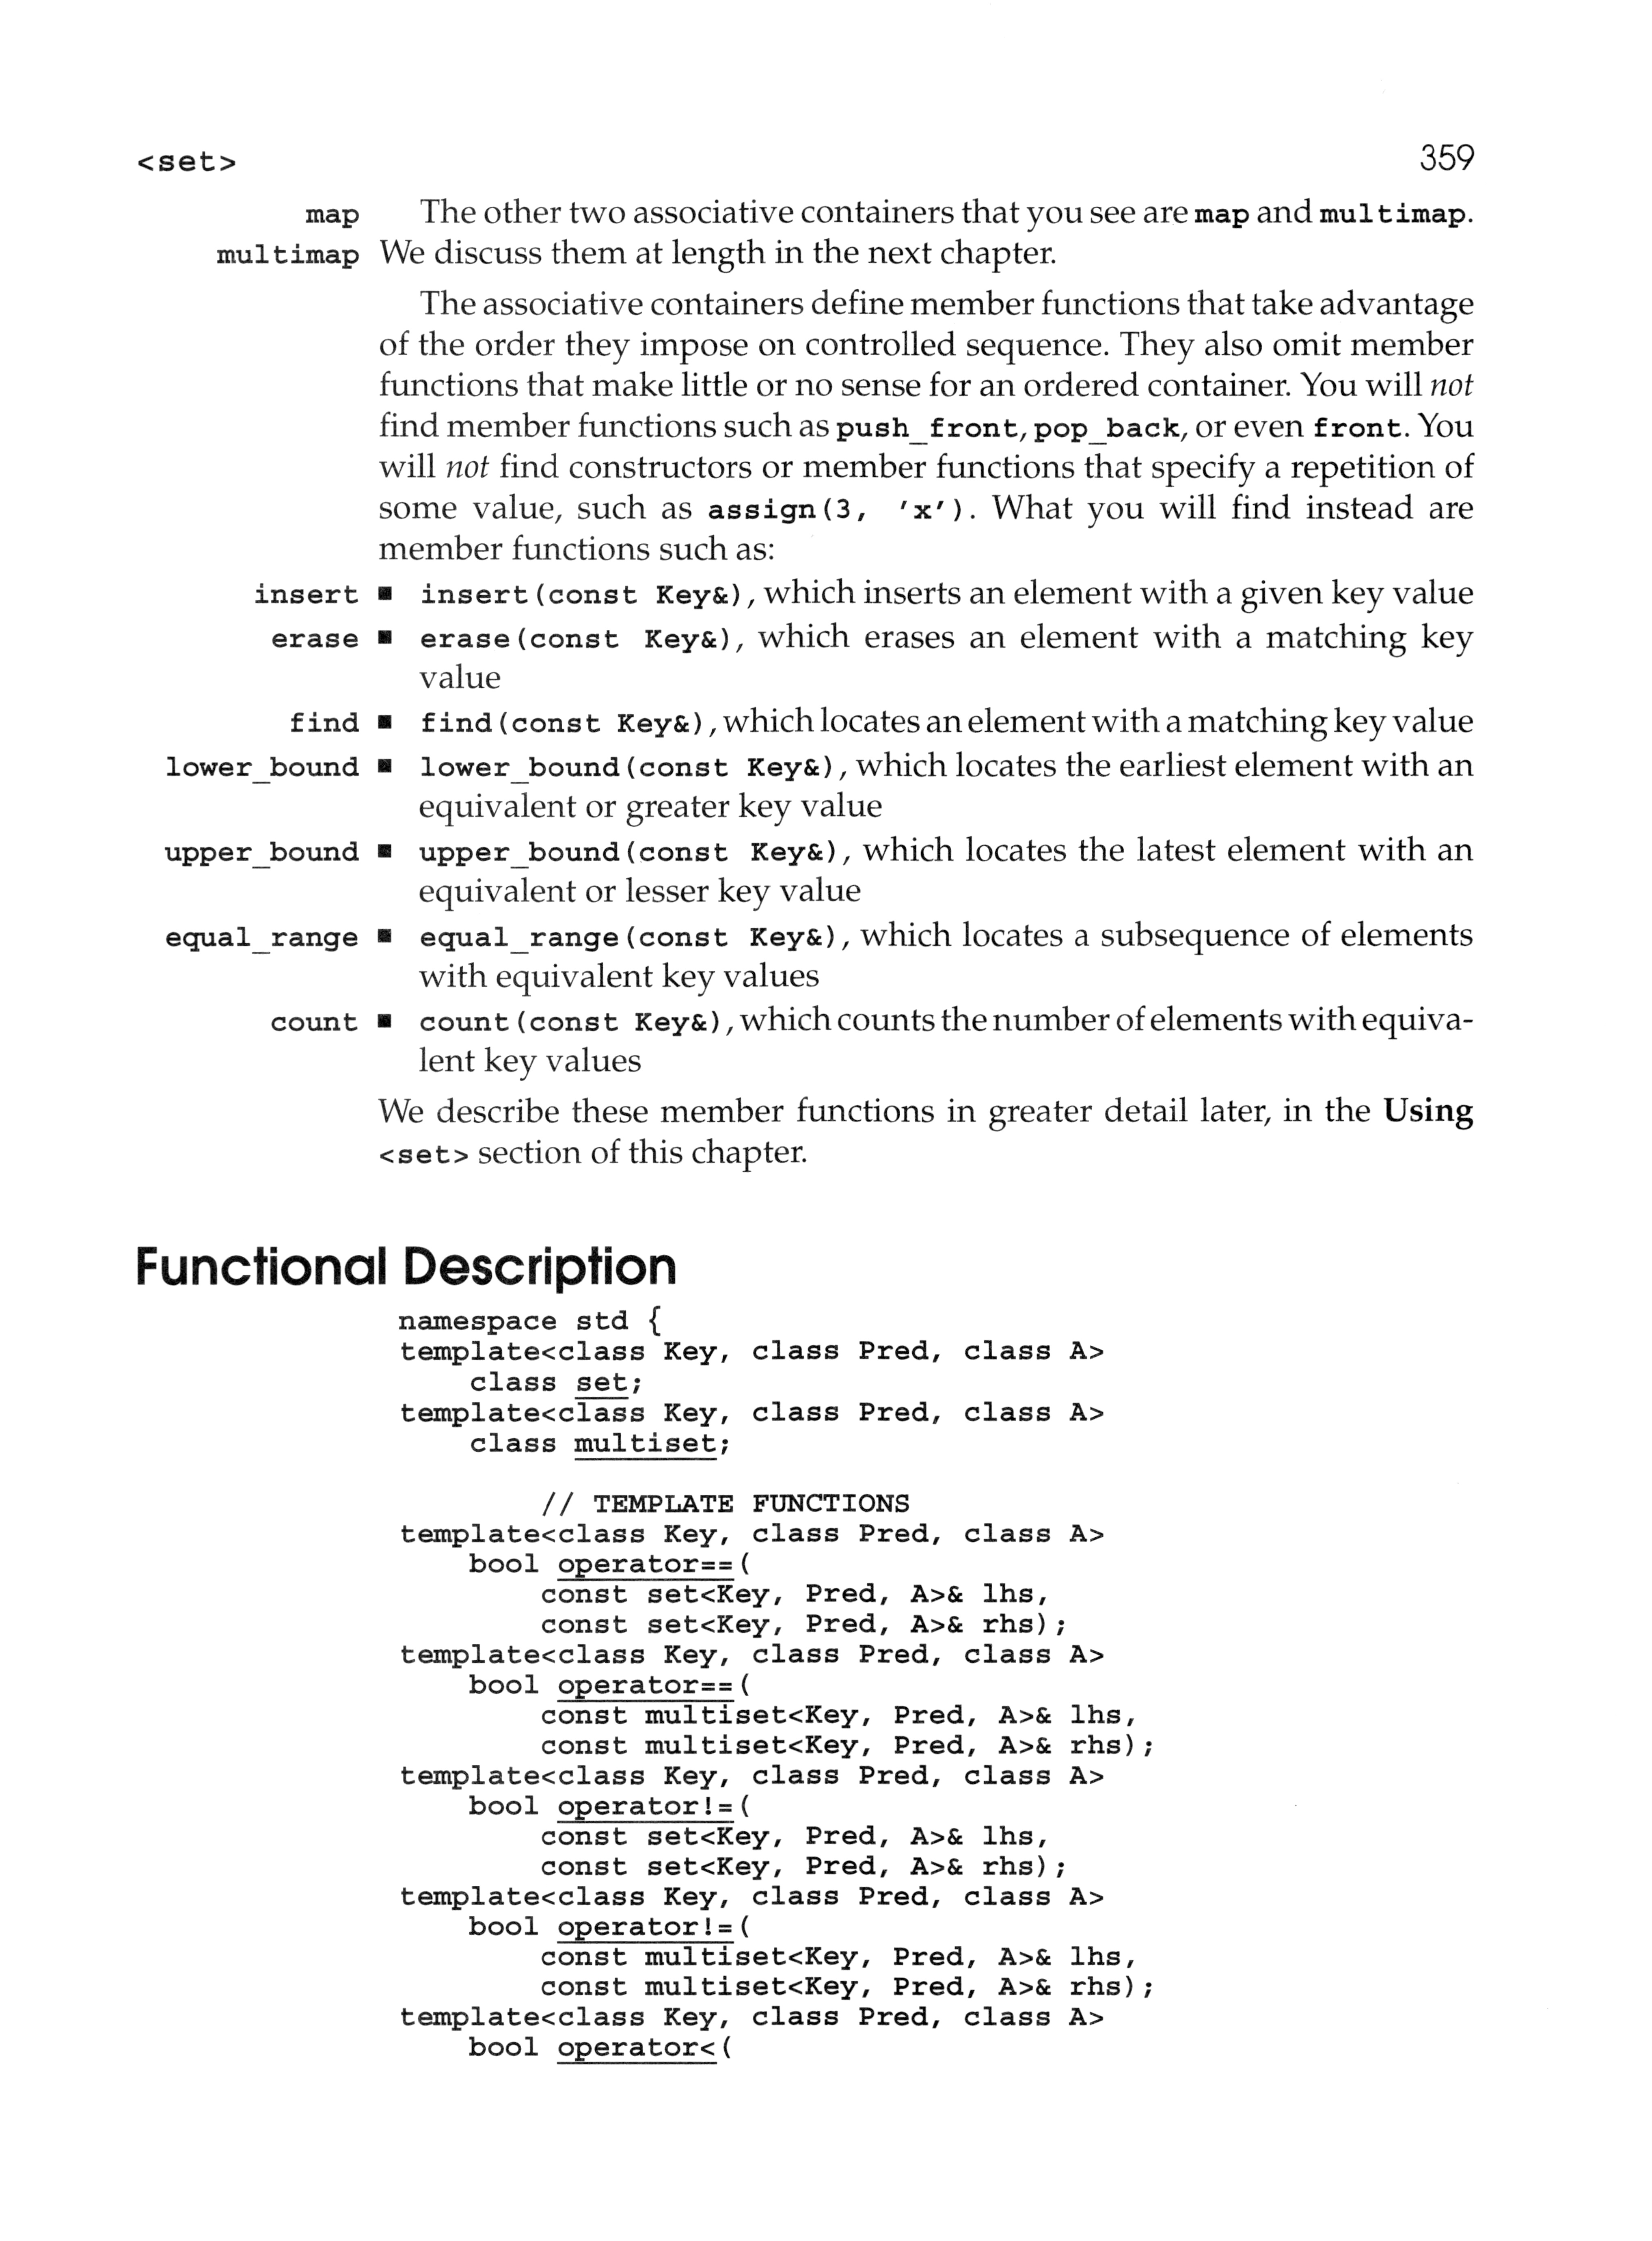 <set> 359
map The other two associative containers that you see are map and multimap.
multimap We discuss them at length in the next chapter.
The associative containers define member functions that take advantage
of the order they impose on controlled sequence. They also omit member
functions that make little or no sense for an ordered container. You will not
find member functions such as push_front, pop_back, or even front. You
will not find constructors or member functions that specify a repetition of
some value, such as assign(3, 'x'). What you will find instead are
member functions such as:
insert ■ insert(const Key&), which inserts an element with a given key value
erase ■ erase(const Key&), which erases an element with a matching key
value
find ■ find(const Key&), which locates an element with a matching key value
lower_bound ■ lower_bound(const Key&), which locates the earliest element with an
equivalent or greater key value
upper_bound ■ upper_bound(const Key&), which locates the latest element with an
equivalent or lesser key value
equal_range ■ equal_range(const Key&), which locates a subsequence of elements
with equivalent key values
count ■ count(const Key&), which counts the number of elements with equiva-
lent key values
We describe these member functions in greater detail later, in the Using
<set> section of this chapter.
Functional Description
namespace std {
template<class Key, class Pred, class A>
class set;
template<class Key, class Pred, class A>
class multiset;
// TEMPLATE FUNCTIONS
template<class Key, class Pred, class A>
bool operator==(
const set<Key, Pred, A>& lhs,
const set<Key, Pred, A>& rhs);
template<class Key, class Pred, class A>
bool operator==(
const multiset<Key, Pred, A>& lhs,
const multiset<Key, Pred, A>& rhs);
template<class Key, class Pred, class A>
bool operator!=(
const set<Key, Pred, A>& lhs,
const set<Key, Pred, A>& rhs);
template<class Key, class Pred, class A>
bool operator!=(
const multiset<Key, Pred, A>& lhs,
const multiset<Key, Pred, A>& rhs);
template<class Key, class Pred, class A>
bool operator<(